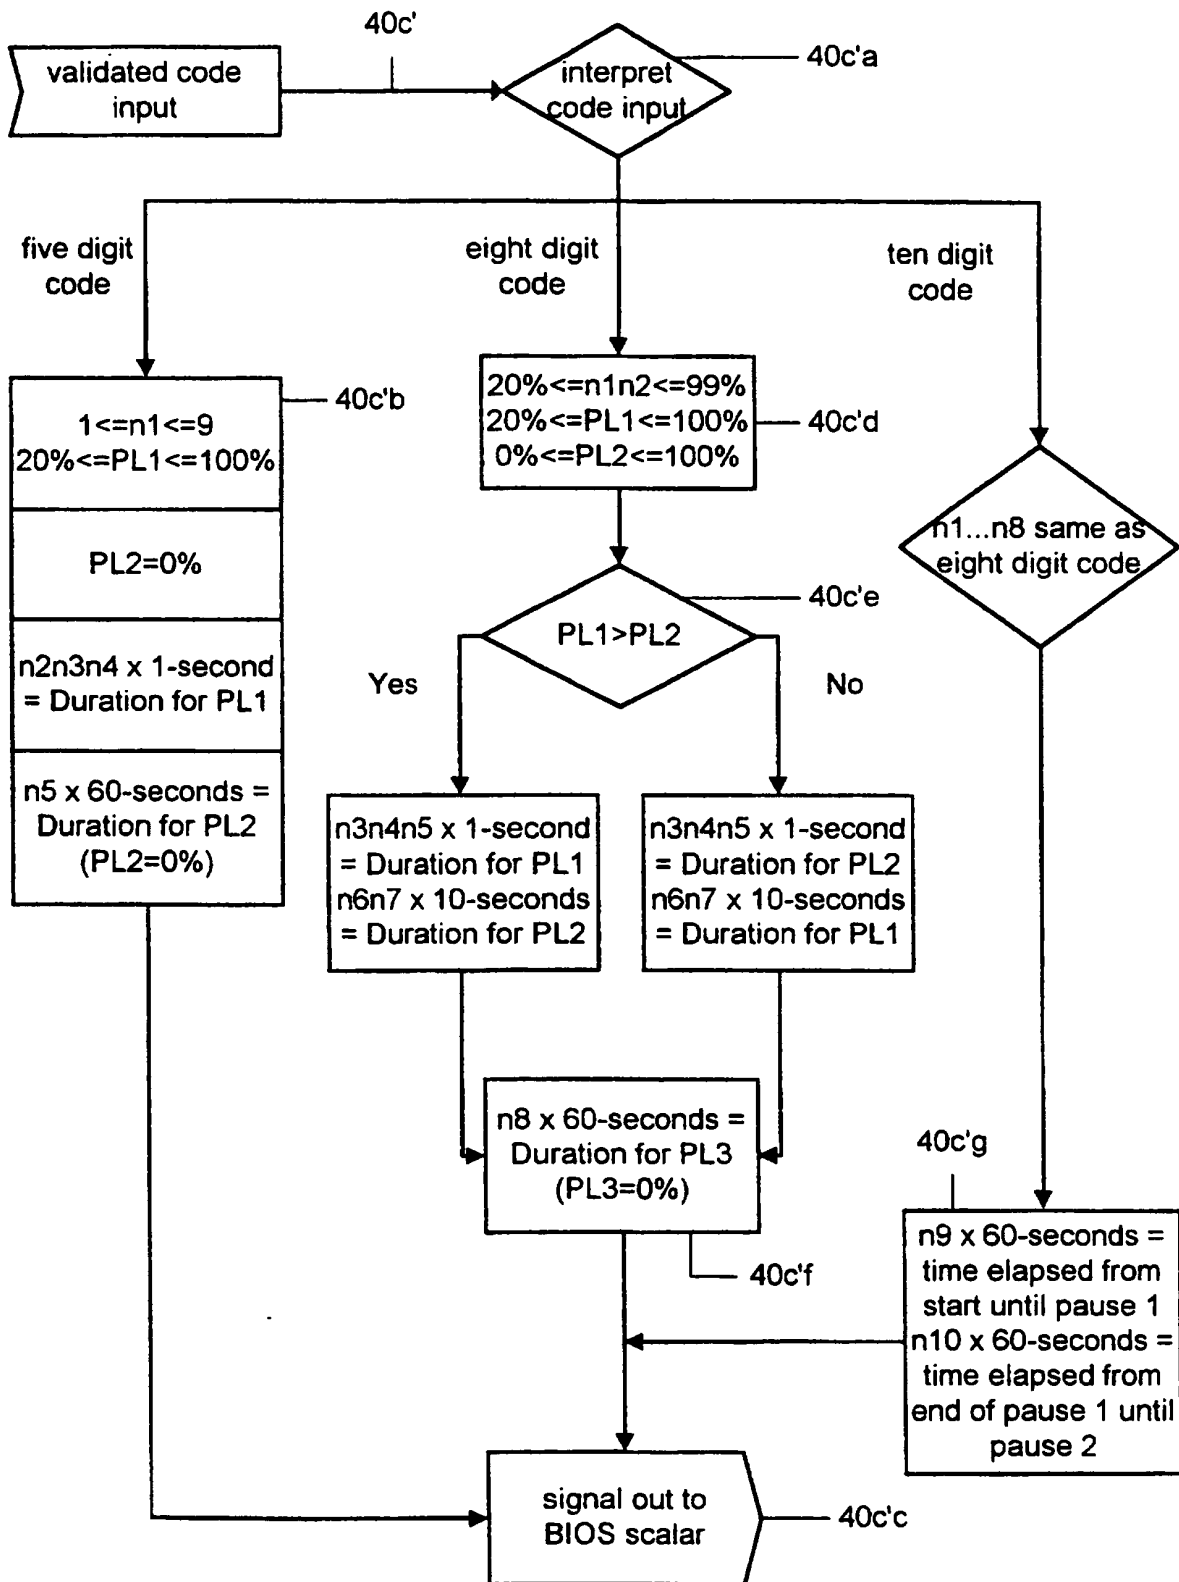 40c'
validated code
input
interpret
code input
40c'a
five digit
code
eight digit
code
ten digit
code
1<=n1<=9
20%<=PL1<=100%
40c'b
PL2=0%
n2n3n4 x 1-second
= Duration for PL1
n5 x 60-seconds =
Duration for PL2
(PL2=0%)
20%<=n1n2<=99%
20%<=PL1<=100%
0%<=PL2<=100%
40c'd
n1...n8 same as
eight digit code
40c'e
PL1>PL2
Yes
No
n3n4n5 x 1-second
= Duration for PL1
n6n7 x 10-seconds
= Duration for PL2
n3n4n5 x 1-second
= Duration for PL2
n6n7 x 10-seconds
= Duration for PL1
n8 x 60-seconds =
Duration for PL3
(PL3=0%)
40c'f
40c'g
n9 x 60-seconds =
time elapsed from
start until pause 1
n10 x 60-seconds =
time elapsed from
end of pause 1 until
pause 2
signal out to
BIOS scalar
40c'c